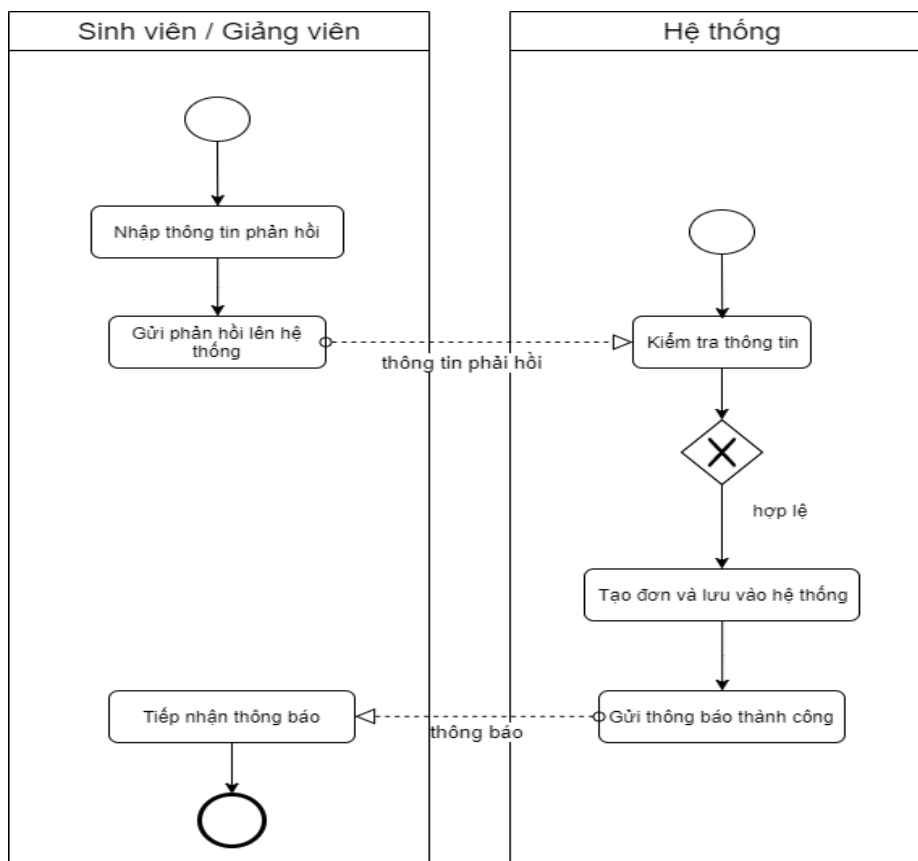 Sinh viên / Giảng viên
Hệ thống
Nhập thông tin phản hồi
Gửi phản hồi lên hệ
thống
thông tin phải hồi
Kiểm tra thông tin
hợp lệ
Tạo đơn và lưu vào hệ thống
Gửi thông báo thành công
thông báo
Tiếp nhận thông báo